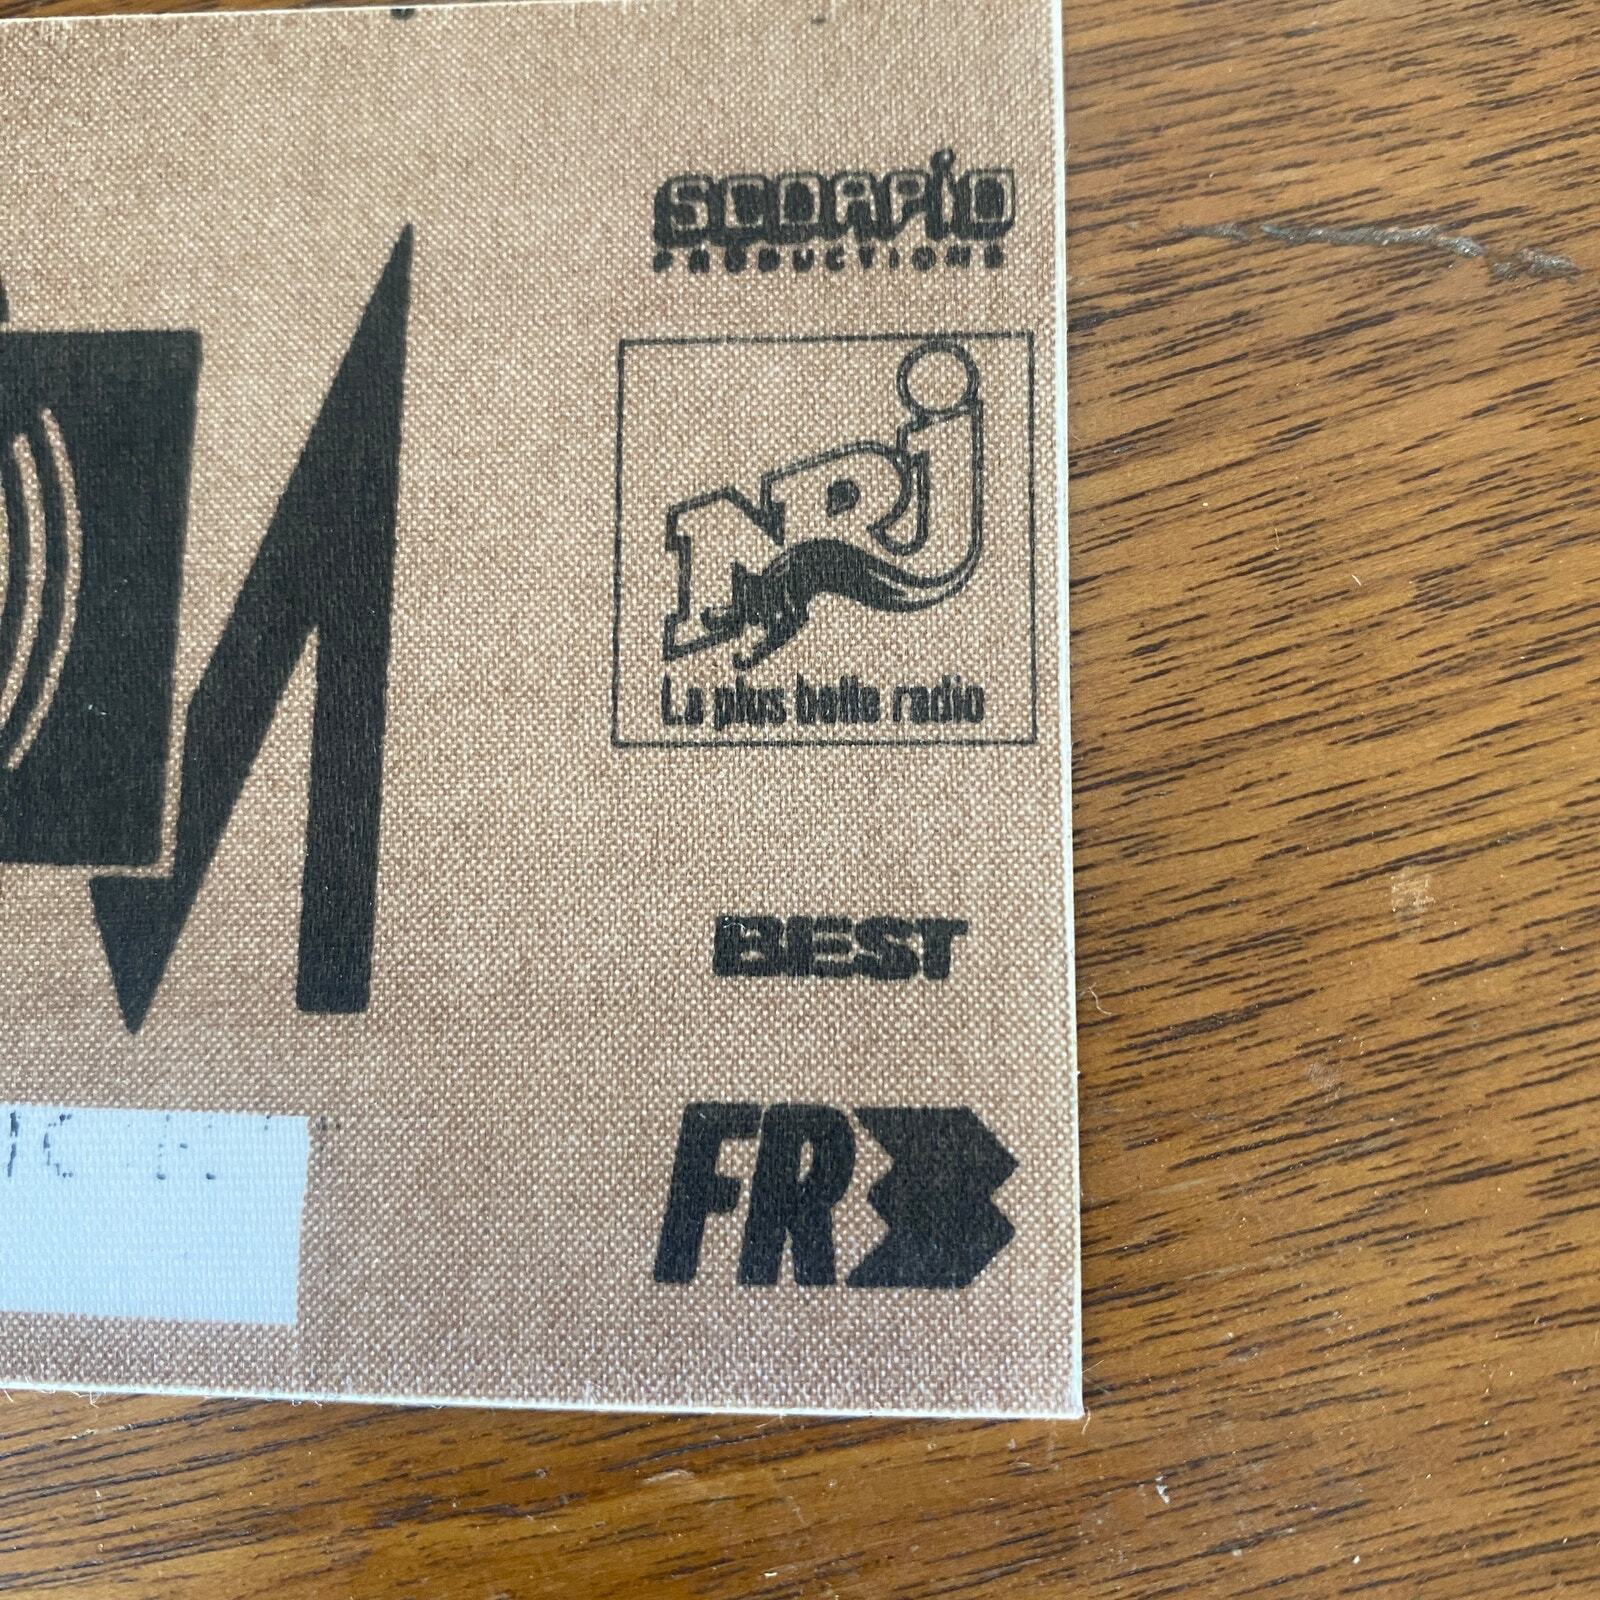 SCORPIO
PRODUCTIONS
NRJ
La plus belle radio
BEST
FR3